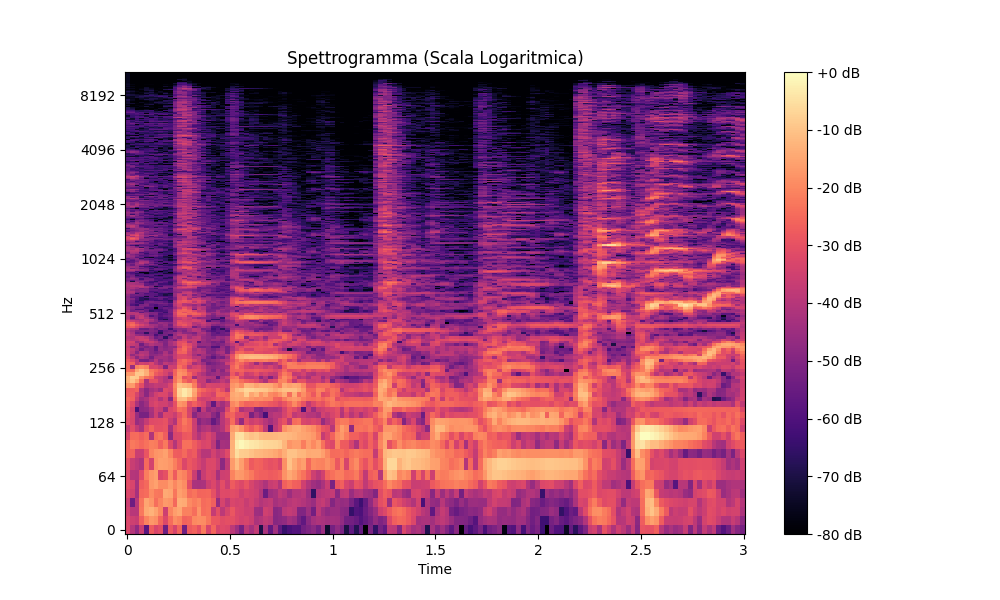 Spettrogramma (Scala Logaritmica)
Hz
8192
4096
2048
1024
512
256
128
64
0
0 0.5 1 1.5 2 2.5 3
Time
+0 dB
-10 dB
-20 dB
-30 dB
-40 dB
-50 dB
-60 dB
-70 dB
-80 dB